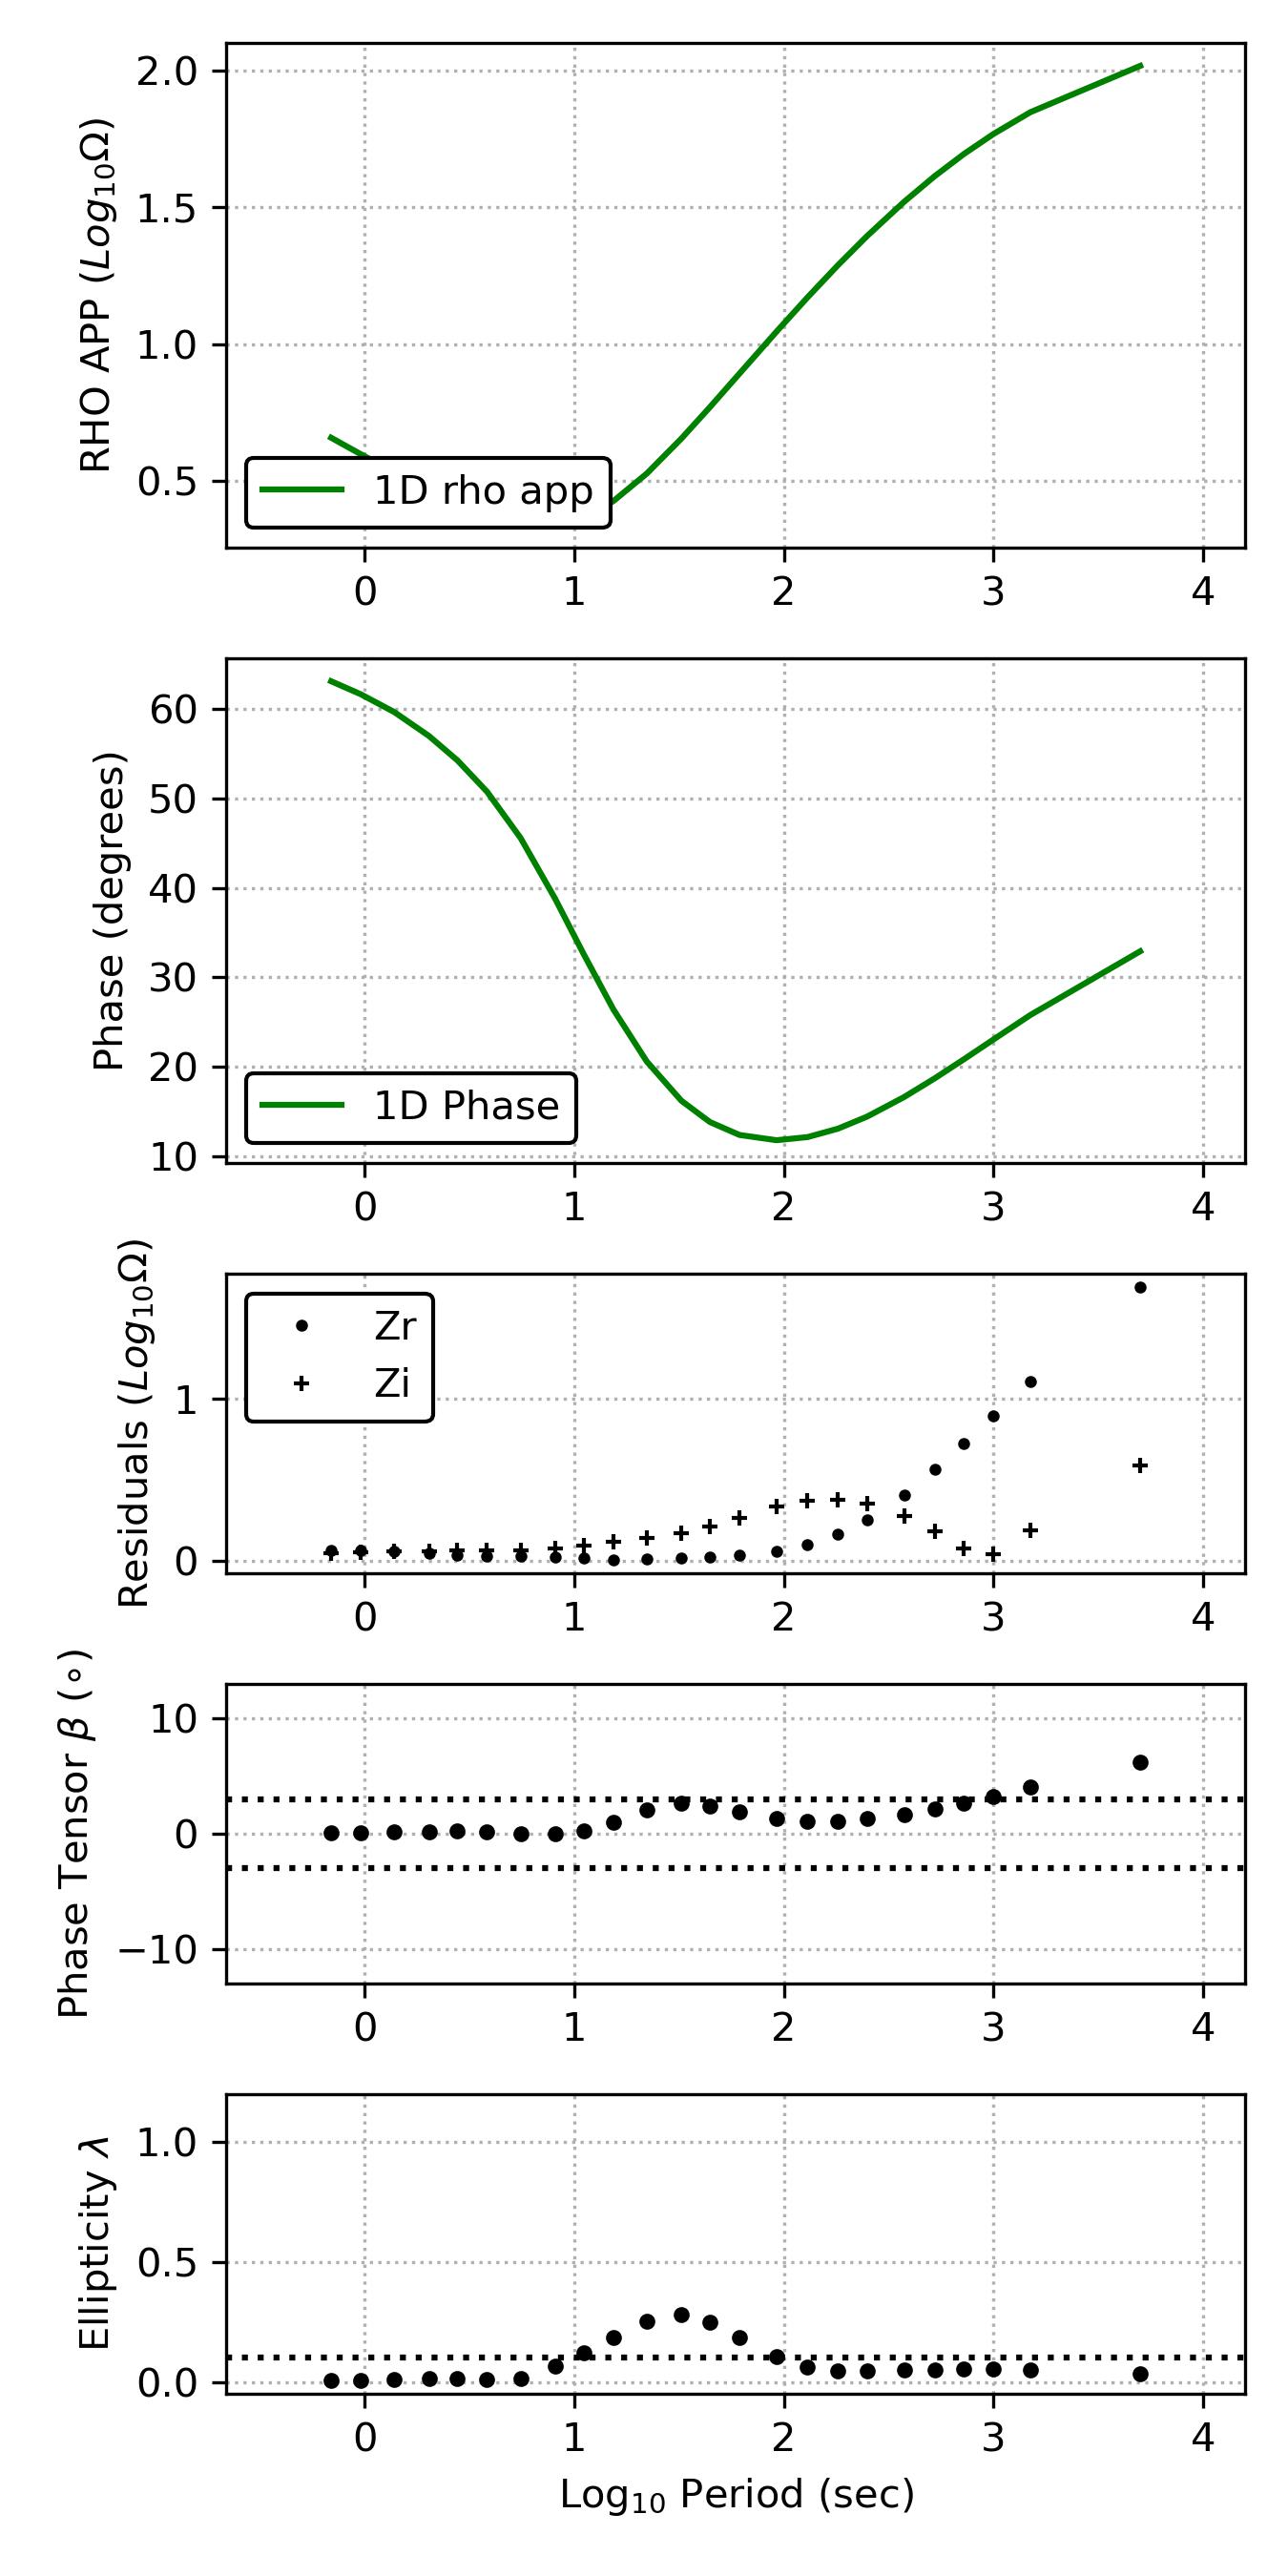 RHO APP (Log₁₀Ω)
2.0
1.5
1.0
0.5
1D rho app
0 1 2 3 4
Phase (degrees)
60
50
40
30
20
10
1D Phase
0 1 2 3 4
Residuals (Log₁₀Ω)
1
0
Zr
Zi
0 1 2 3 4
Phase Tensor β (∘)
10
0
−10
0 1 2 3 4
Ellipticity λ
1.0
0.5
0.0
0 1 2 3 4
Log₁₀ Period (sec)